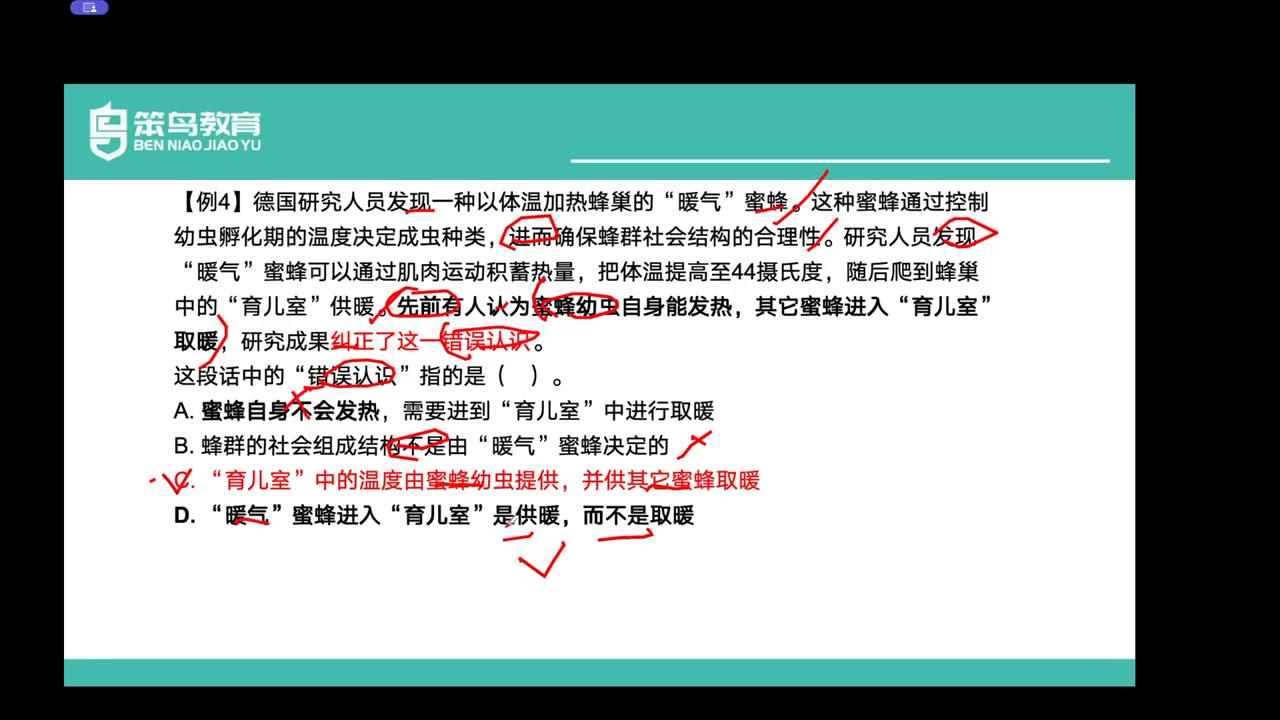 笨鸟教育
BEN NIAO JIAO YU
【例4】德国研究人员发现一种以体温加热蜂巢的“暖气”蜜蜂。这种蜜蜂通过控制
幼虫孵化期的温度决定成虫种类，进而确保蜂群社会结构的合理性。研究人员发现
“暖气”蜜蜂可以通过肌肉运动积蓄热量，把体温提高至44摄氏度，随后爬到蜂巢
中的“育儿室”供暖。先前有人认为蜜蜂幼虫自身能发热，其它蜜蜂进入“育儿室”
取暖，研究成果纠正了这一错误认识。
这段话中的“错误认识”指的是（ ）。
A. 蜜蜂自身不会发热，需要进到“育儿室”中进行取暖
B. 蜂群的社会组成结构不是由“暖气”蜜蜂决定的
C. “育儿室”中的温度由蜜蜂幼虫提供，并供其它蜜蜂取暖
D. “暖气”蜜蜂进入“育儿室”是供暖，而不是取暖